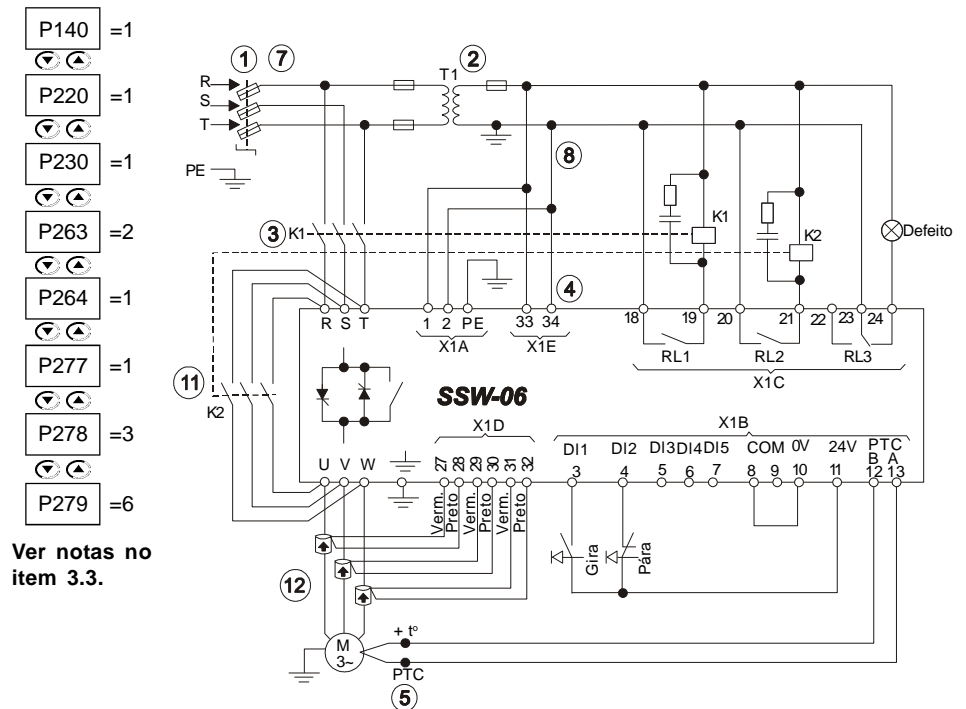 P140 =1
P220 =1
P230 =1
P263 =2
P264 =1
P277 =1
P278 =3
P279 =6
Ver notas no
item 3.3.
1 7 2
T1
R
S
T
PE
8
3 K1
K1
K2
Defeito
4
R S T 1 2 PE 33 34 18 19 20 21 22 23 24
X1A X1E RL1 RL2 RL3
X1C
11
K2
SSW-06
X1D X1B
DI1 DI2 DI3 DI4 DI5 COM 0V 24V PTC
B A
U V W 27 28 29 30 31 32 3 4 5 6 7 8 9 10 11 12 13
Verm. Preto Verm. Preto Verm. Preto
Gira Pára
12
M
3~
+ tº
PTC
5